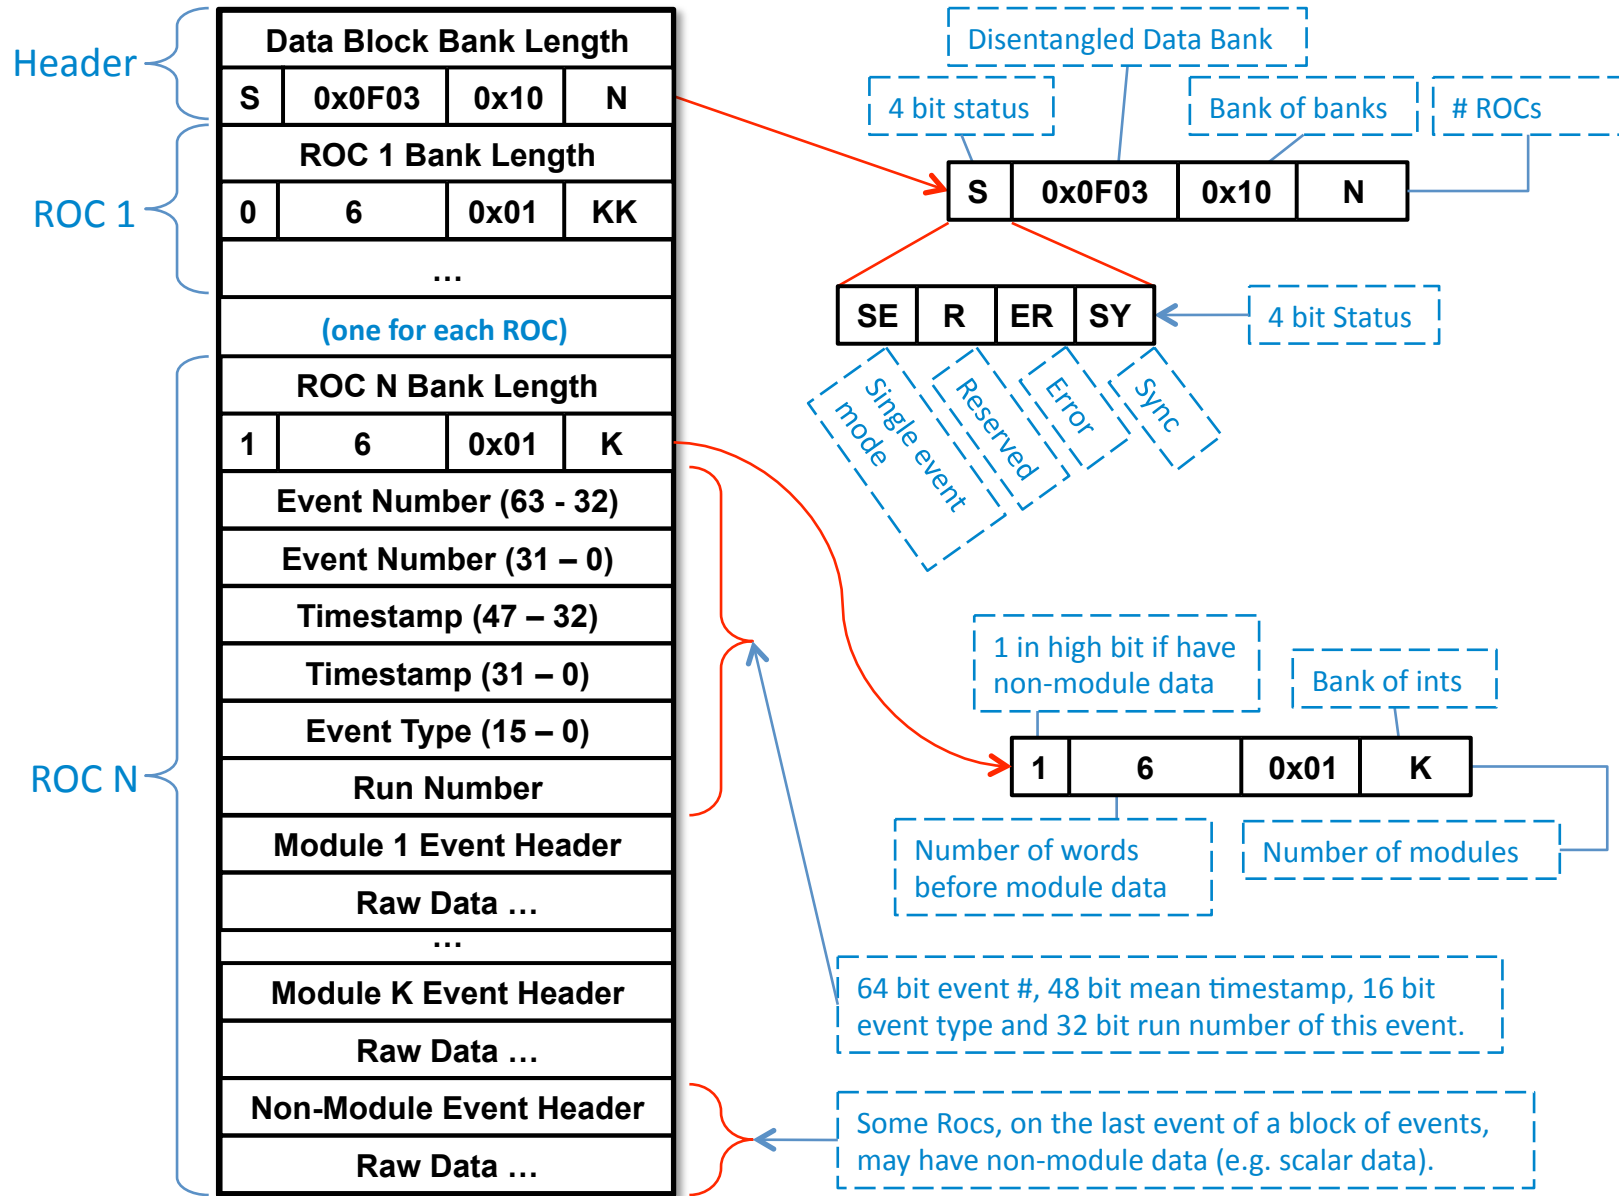 Header
Data Block Bank Length
S 0x0F03 0x10 N
ROC 1
ROC 1 Bank Length
0 6 0x01 KK
...
(one for each ROC)
ROC N
ROC N Bank Length
1 6 0x01 K
Event Number (63 - 32)
Event Number (31 – 0)
Timestamp (47 – 32)
Timestamp (31 – 0)
Event Type (15 – 0)
Run Number
Module 1 Event Header
Raw Data ...
...
Module K Event Header
Raw Data ...
Non-Module Event Header
Raw Data ...
Disentangled Data Bank
4 bit status
Bank of banks
# ROCs
S 0x0F03 0x10 N
SE R ER SY
4 bit Status
Single event
mode
Reserved
Error
Sync
1 in high bit if have
non-module data
Bank of ints
1 6 0x01 K
Number of words
before module data
Number of modules
64 bit event #, 48 bit mean timestamp, 16 bit
event type and 32 bit run number of this event.
Some Rocs, on the last event of a block of events,
may have non-module data (e.g. scalar data).